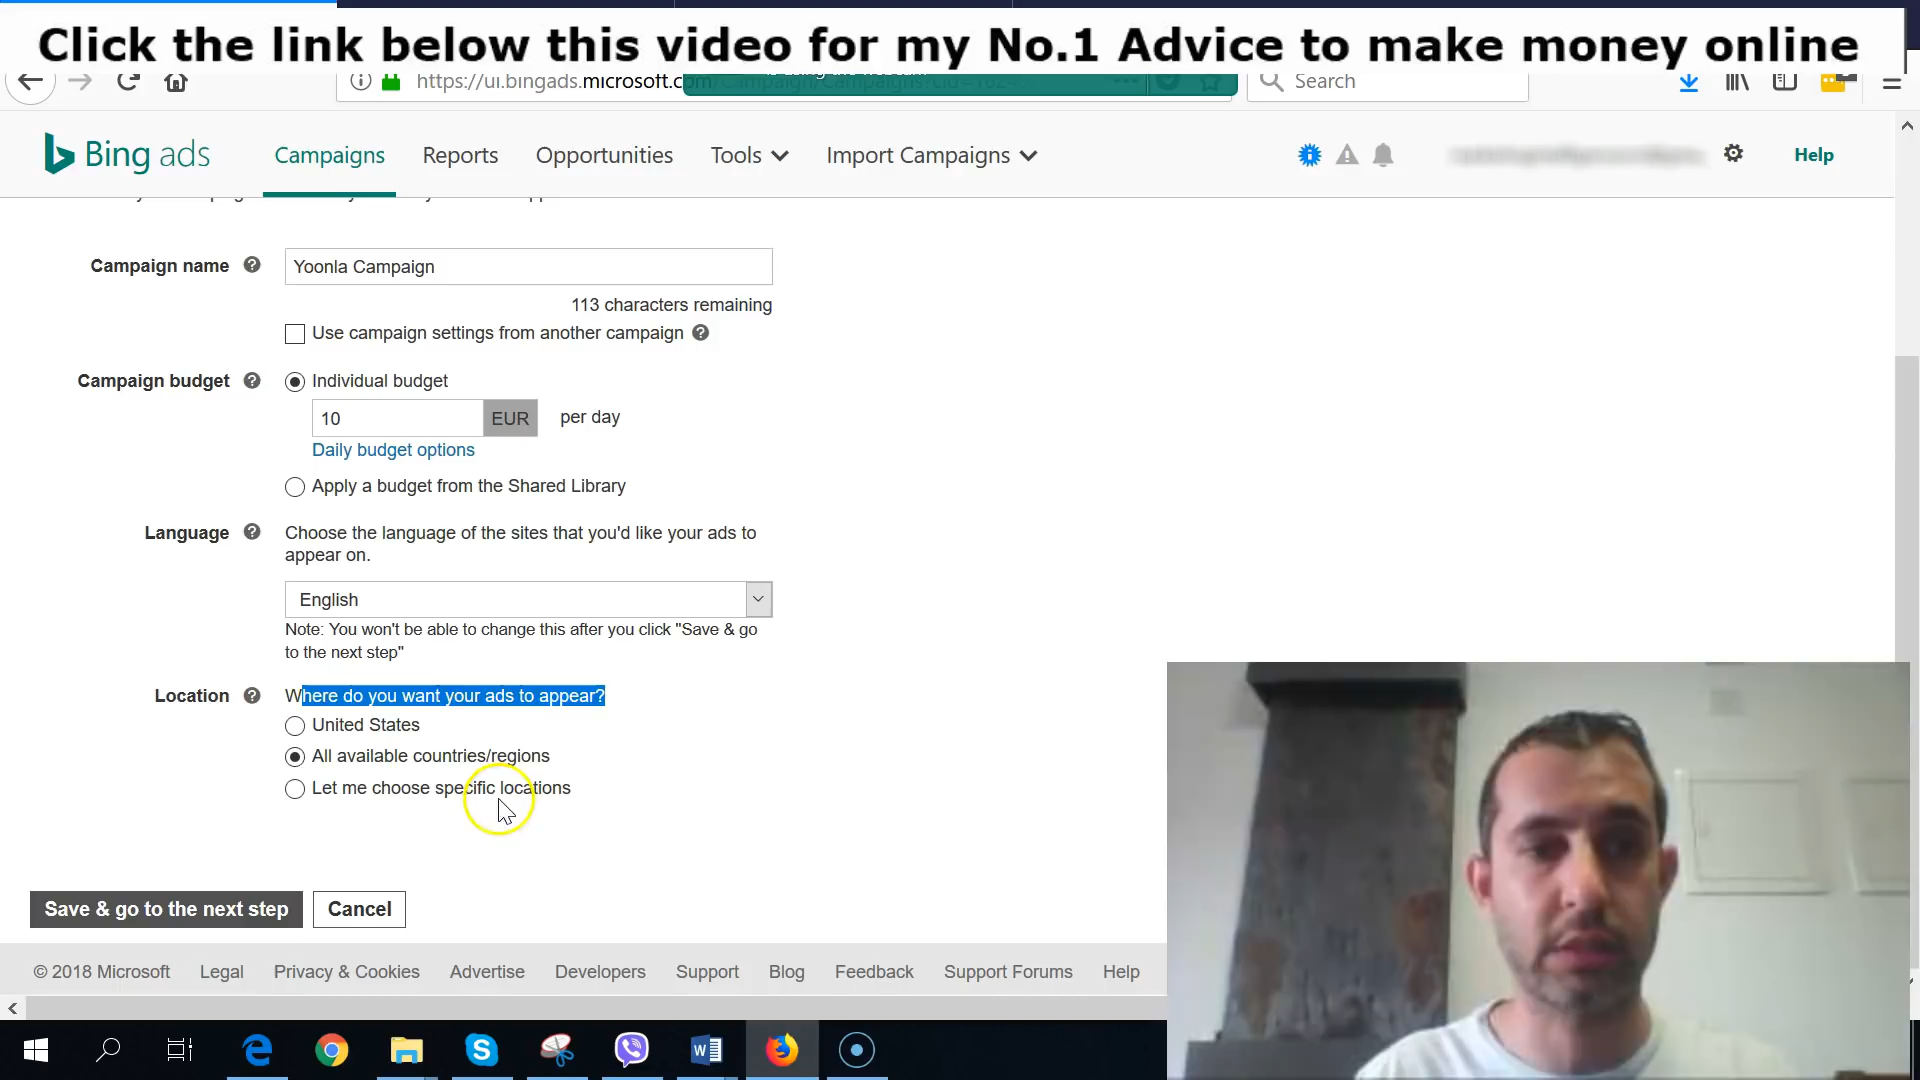 Click the link below this video for my No.1 Advice to make money online
https://ui.bingads.microsoft.com/Campaign/Campaigns
Search
Bing ads
Campaigns
Reports
Opportunities
Tools
Import Campaigns
Help
Campaign name
Yoonla Campaign
113 characters remaining
Use campaign settings from another campaign
Campaign budget
Individual budget
10 EUR per day
Daily budget options
Apply a budget from the Shared Library
Language
Choose the language of the sites that you'd like your ads to
appear on.
English
Note: You won't be able to change this after you click "Save & go
to the next step"
Location
Where do you want your ads to appear?
United States
All available countries/regions
Let me choose specific locations
Save & go to the next step
Cancel
© 2018 Microsoft
Legal
Privacy & Cookies
Advertise
Developers
Support
Blog
Feedback
Support Forums
Help